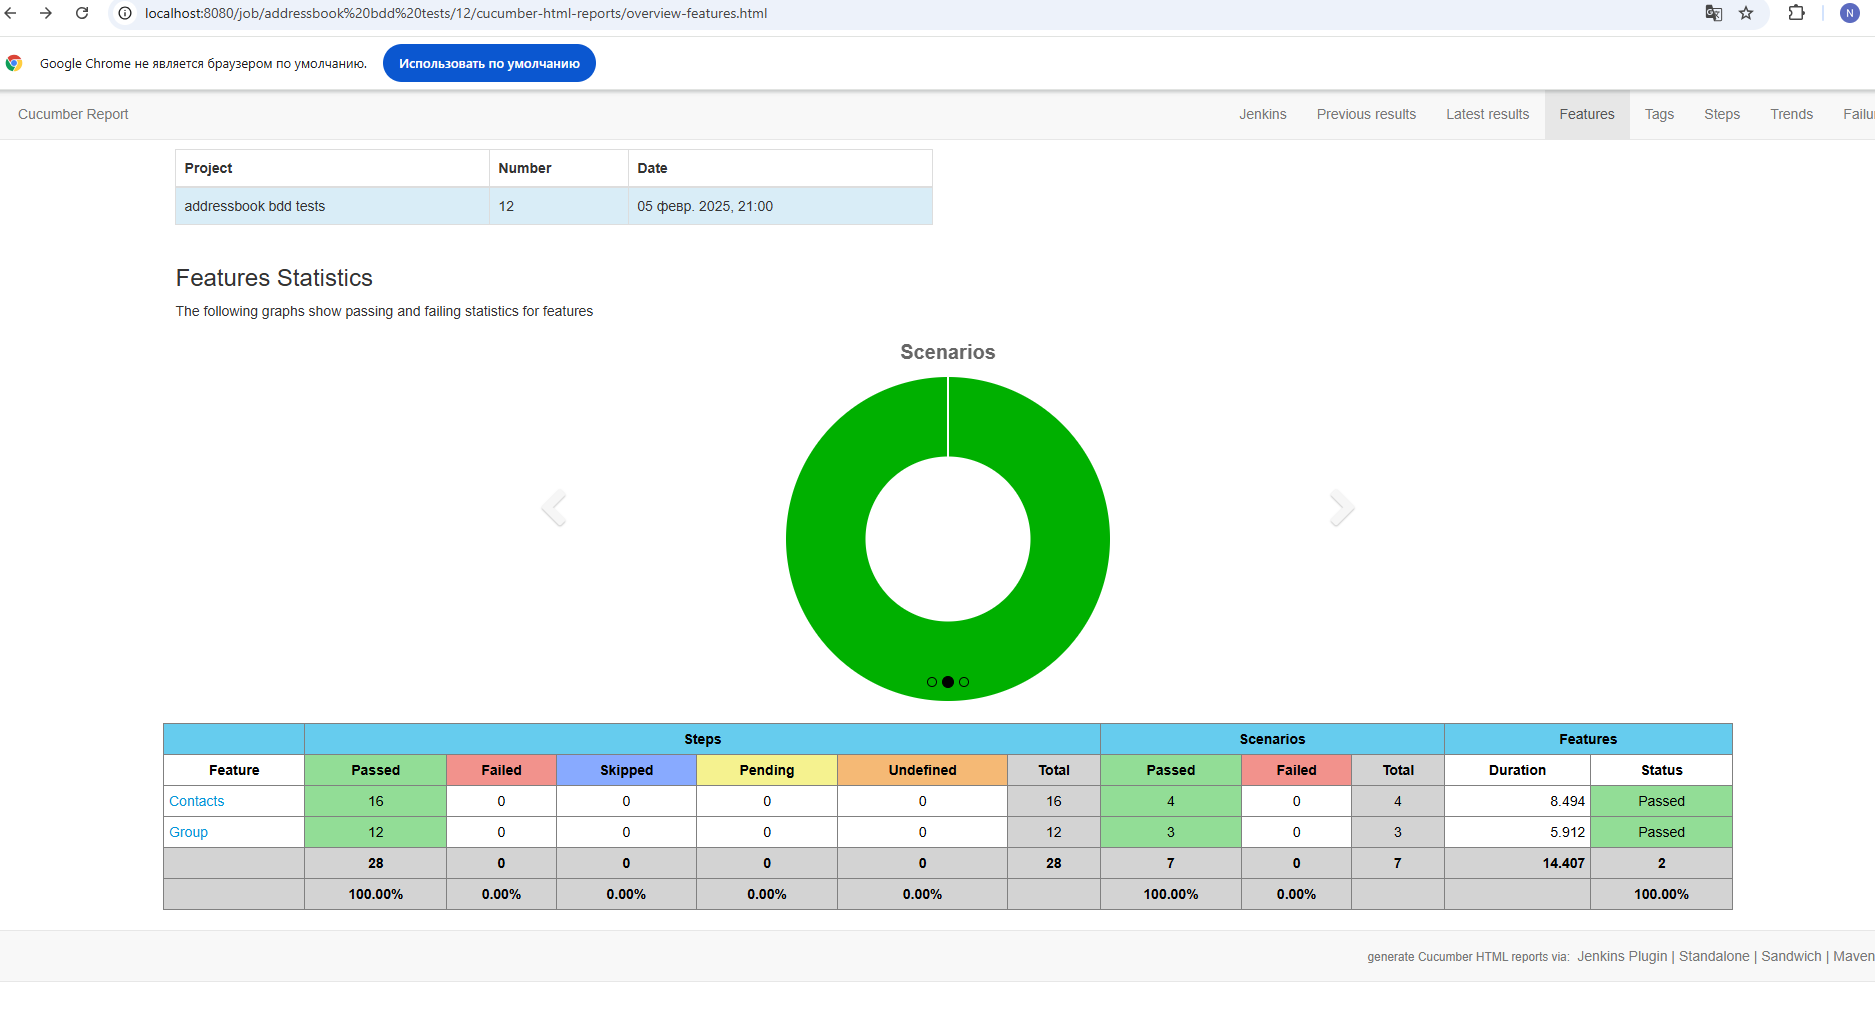 localhost:8080/job/addressbook%20bdd%20tests/12/cucumber-html-reports/overview-features.html
N
Google Chrome не является браузером по умолчанию. Использовать по умолчанию
Cucumber Report Jenkins Previous results Latest results Features Tags Steps Trends Failu
Project Number Date
addressbook bdd tests 12 05 февр. 2025, 21:00
Features Statistics
The following graphs show passing and failing statistics for features
Scenarios
Steps Scenarios Features
Feature Passed Failed Skipped Pending Undefined Total Passed Failed Total Duration Status
Contacts 16 0 0 0 0 16 4 0 4 8.494 Passed
Group 12 0 0 0 0 12 3 0 3 5.912 Passed
28 0 0 0 0 28 7 0 7 14.407 2
100.00% 0.00% 0.00% 0.00% 0.00% 100.00% 0.00% 100.00%
generate Cucumber HTML reports via: Jenkins Plugin | Standalone | Sandwich | Maven